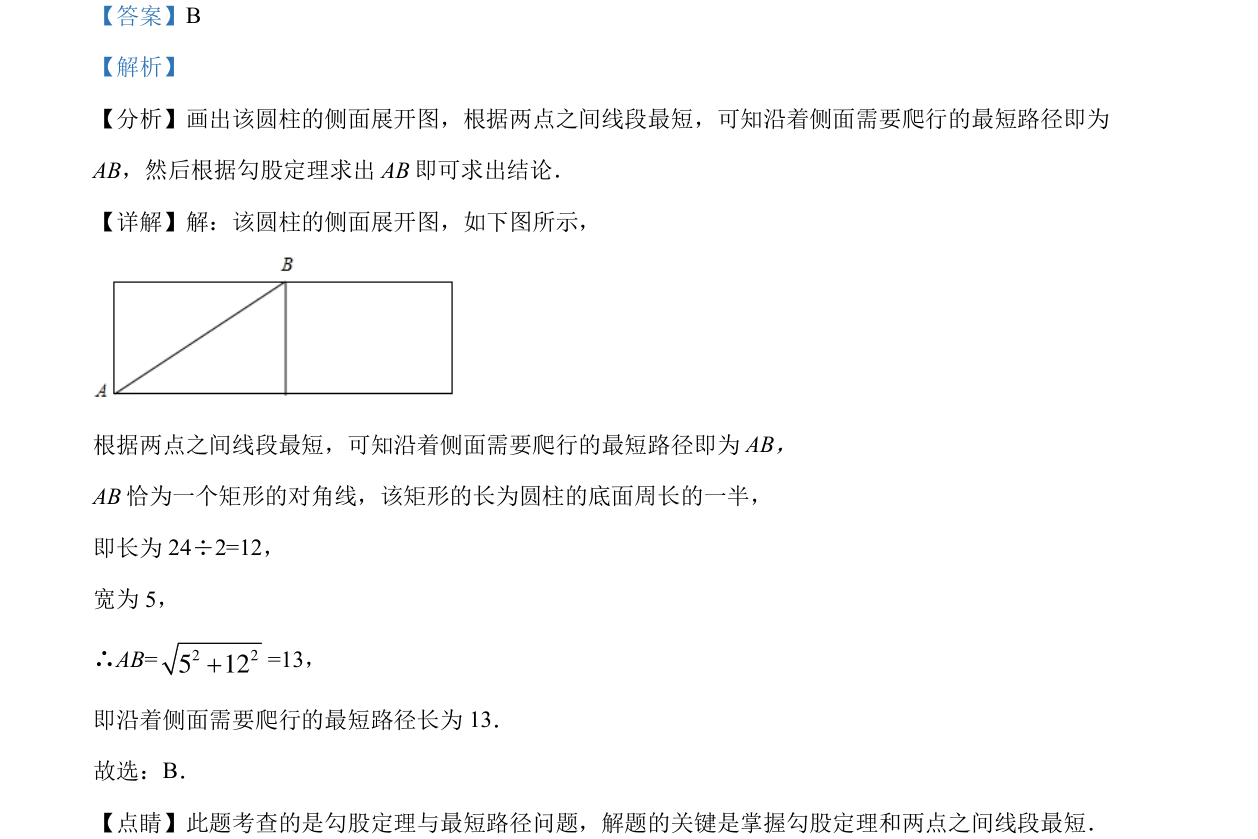 【答案】B
【解析】
【分析】画出该圆柱的侧面展开图，根据两点之间线段最短，可知沿着侧面需要爬行的最短路径即为
AB，然后根据勾股定理求出 AB 即可求出结论．
【详解】解：该圆柱的侧面展开图，如下图所示，
B
A
根据两点之间线段最短，可知沿着侧面需要爬行的最短路径即为 AB，
AB 恰为一个矩形的对角线，该矩形的长为圆柱的底面周长的一半，
即长为 24÷2=12，
宽为 5，
∴AB=√(5²+12²)=13，
即沿着侧面需要爬行的最短路径长为 13．
故选：B．
【点睛】此题考查的是勾股定理与最短路径问题，解题的关键是掌握勾股定理和两点之间线段最短．